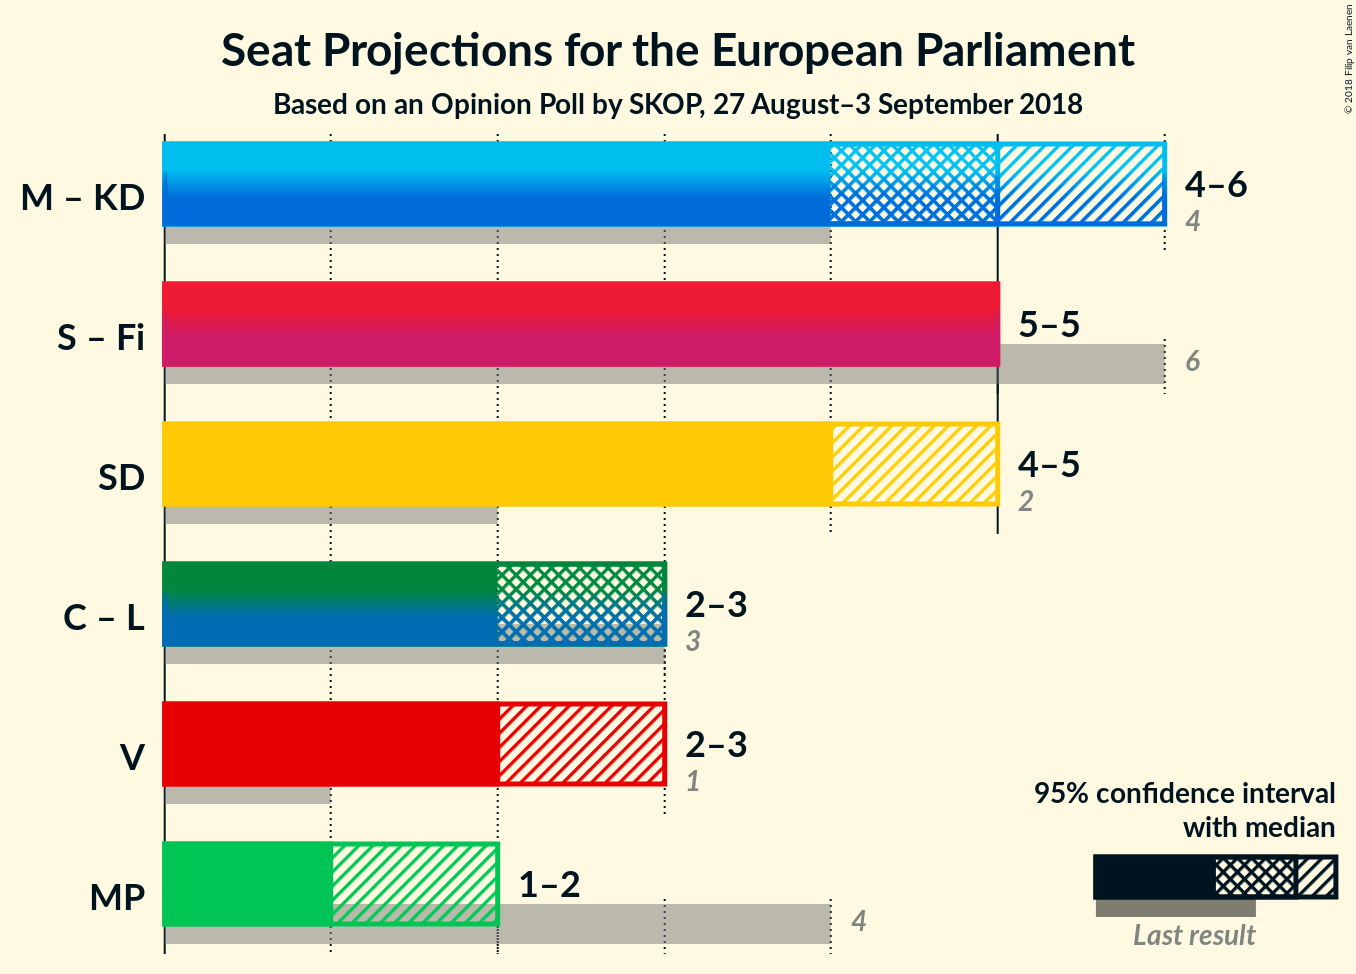 Seat Projections for the European Parliament
Based on an Opinion Poll by SKOP, 27 August–3 September 2018
© 2018 Filip van Laenen
M – KD
4–6
4
S – Fi
5–5
6
SD
4–5
2
C – L
2–3
3
V
2–3
1
MP
1–2
4
95% confidence interval
with median
Last result